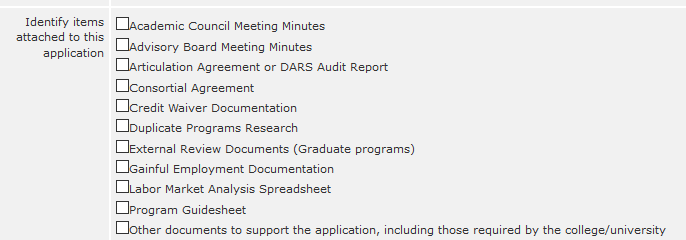 Identify items
attached to this
application
Academic Council Meeting Minutes
Advisory Board Meeting Minutes
Articulation Agreement or DARS Audit Report
Consortial Agreement
Credit Waiver Documentation
Duplicate Programs Research
External Review Documents (Graduate programs)
Gainful Employment Documentation
Labor Market Analysis Spreadsheet
Program Guidesheet
Other documents to support the application, including those required by the college/university